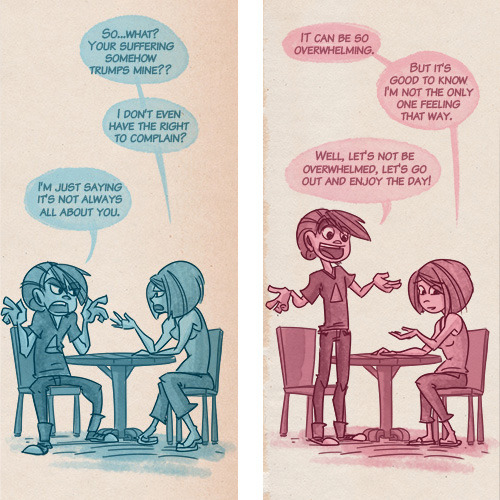 SO...WHAT?
YOUR SUFFERING
SOMEHOW
TRUMPS MINE??
I DON'T EVEN
HAVE THE RIGHT
TO COMPLAIN?
I'M JUST SAYING
IT'S NOT ALWAYS
ALL ABOUT YOU.
IT CAN BE SO
OVERWHELMING.
BUT IT'S
GOOD TO KNOW
I'M NOT THE ONLY
ONE FEELING
THAT WAY.
WELL, LET'S NOT BE
OVERWHELMED, LET'S GO
OUT AND ENJOY THE DAY!